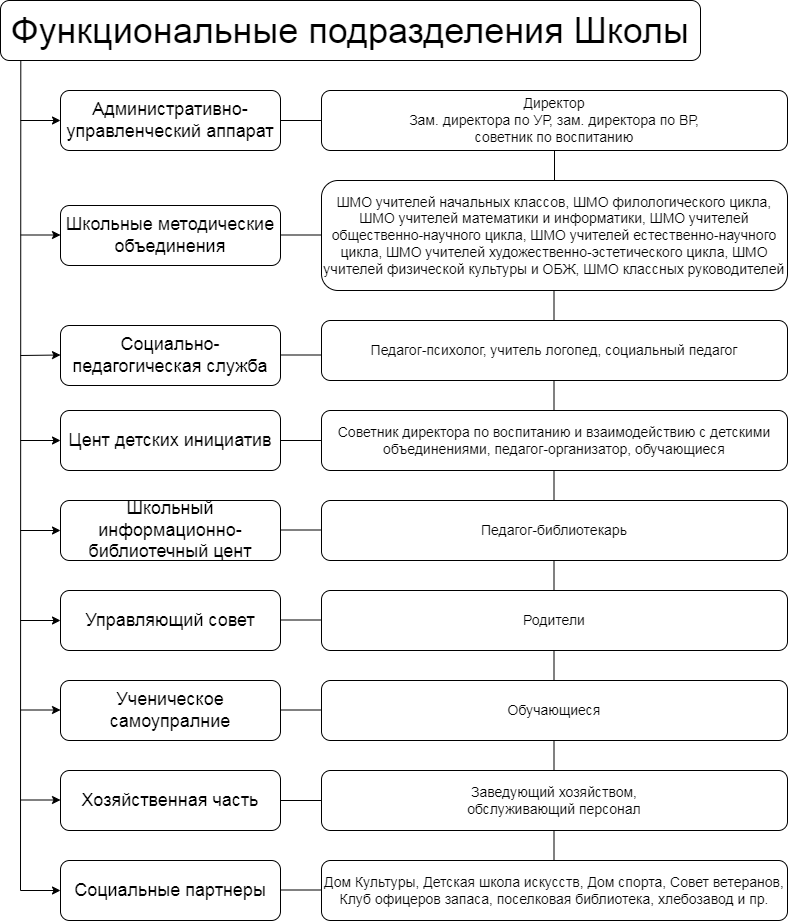 Функциональные подразделения Школы
Административно-
управленческий аппарат
Директор
Зам. директора по УР, зам. директора по ВР,
советник по воспитанию
Школьные методические
объединения
ШМО учителей начальных классов, ШМО филологического цикла,
ШМО учителей математики и информатики, ШМО учителей
общественно-научного цикла, ШМО учителей естественно-научного
цикла, ШМО учителей художественно-эстетического цикла, ШМО
учителей физической культуры и ОБЖ, ШМО классных руководителей
Социально-
педагогическая служба
Педагог-психолог, учитель логопед, социальный педагог
Цент детских инициатив
Советник директора по воспитанию и взаимодействию с детскими
объединениями, педагог-организатор, обучающиеся
Школьный
информационно-
библиотечный цент
Педагог-библиотекарь
Управляющий совет
Родители
Ученическое
самоупралние
Обучающиеся
Хозяйственная часть
Заведующий хозяйством,
обслуживающий персонал
Социальные партнеры
Дом Культуры, Детская школа искусств, Дом спорта, Совет ветеранов,
Клуб офицеров запаса, поселковая библиотека, хлебозавод и пр.